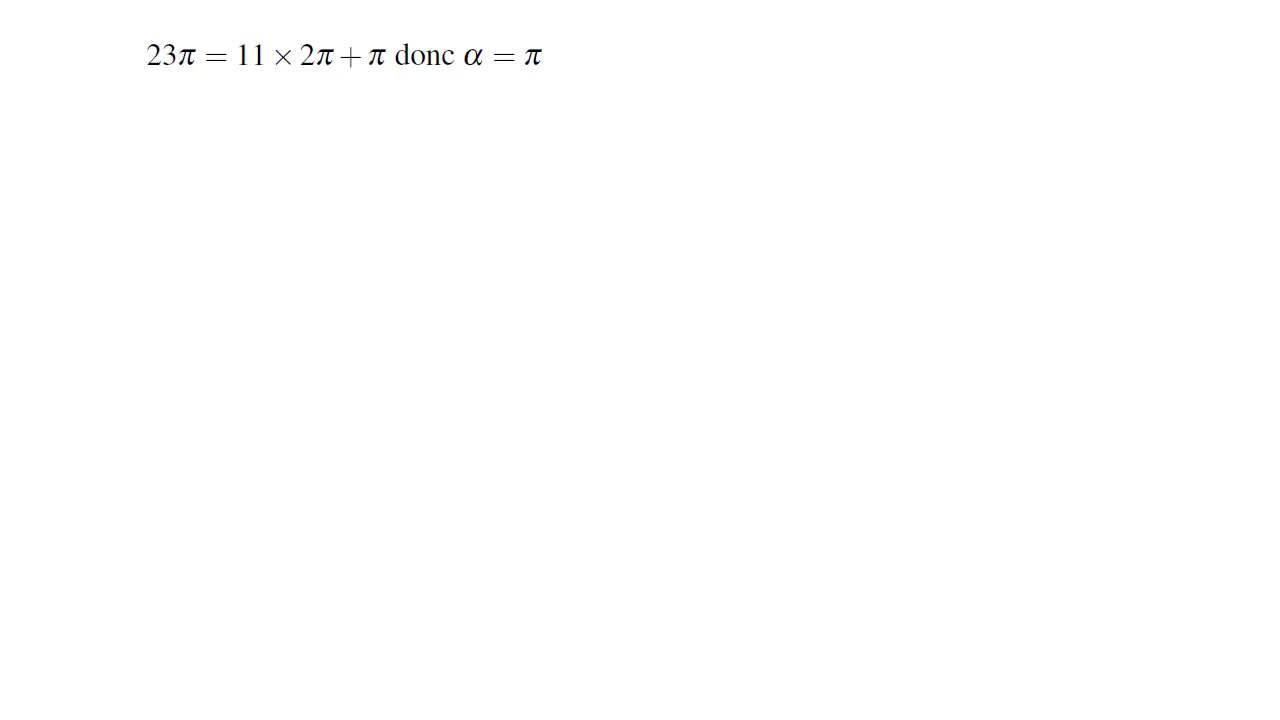 23π = 11 × 2π + π donc α = π